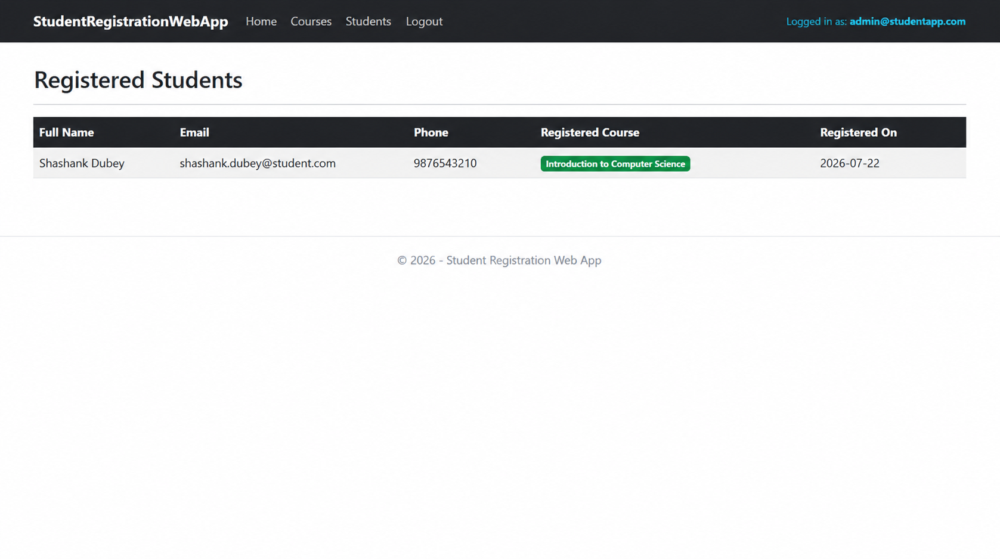 StudentRegistrationWebApp Home Courses Students Logout Logged in as: admin@studentapp.com
Registered Students
Full Name Email Phone Registered Course Registered On
Shashank Dubey shashank.dubey@student.com 9876543210 Introduction to Computer Science 2026-07-22
© 2026 - Student Registration Web App